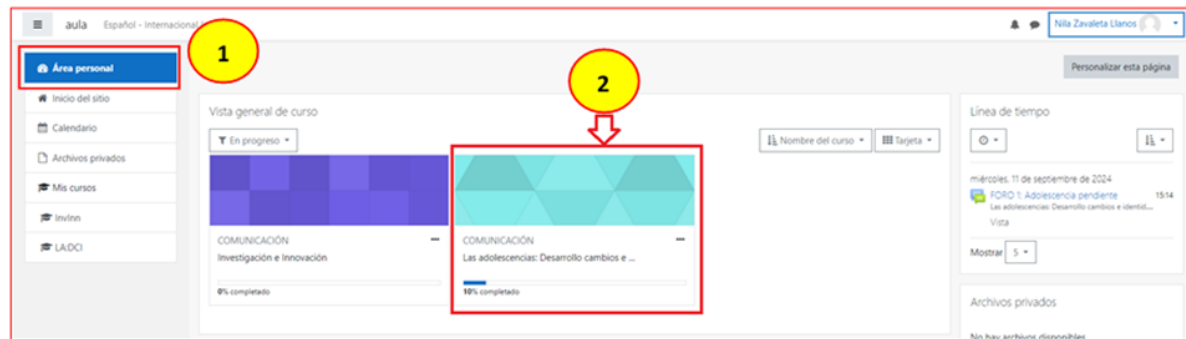 aula Español - Internacional
Nila Zavaleta Llanos
1
Área personal
Personalizar esta página
2
Inicio del sitio
Calendario
Archivos privados
Mis cursos
InvInn
LA:DCI
Vista general de curso
En progreso
Nombre del curso
Tarjeta
COMUNICACIÓN
Investigación e Innovación
0% completado
COMUNICACIÓN
Las adolescencias: Desarrollo cambios e ...
10% completado
Línea de tiempo
miércoles, 11 de septiembre de 2024
FORO 1: Adolescencia pendiente 15:14
Las adolescencias: Desarrollo cambios e identid...
Vista
Mostrar 5
Archivos privados
No hay archivos disponibles